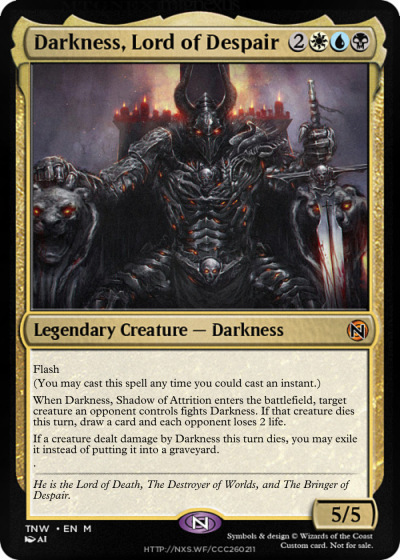 Darkness, Lord of Despair 2
Legendary Creature — Darkness
N
Flash
(You may cast this spell any time you could cast an instant.)
When Darkness, Shadow of Attrition enters the battlefield, target
creature an opponent controls fights Darkness. If that creature dies
this turn, draw a card and each opponent loses 2 life.
If a creature dealt damage by Darkness this turn dies, you may exile
it instead of putting it into a graveyard.
.
He is the Lord of Death, The Destroyer of Worlds, and The Bringer of
Despair.
5/5
TNW • EN M
AI
N
Symbols & design © Wizards of the Coast
Custom card. Not for sale.
HTTP://NXS.WF/CCC260211